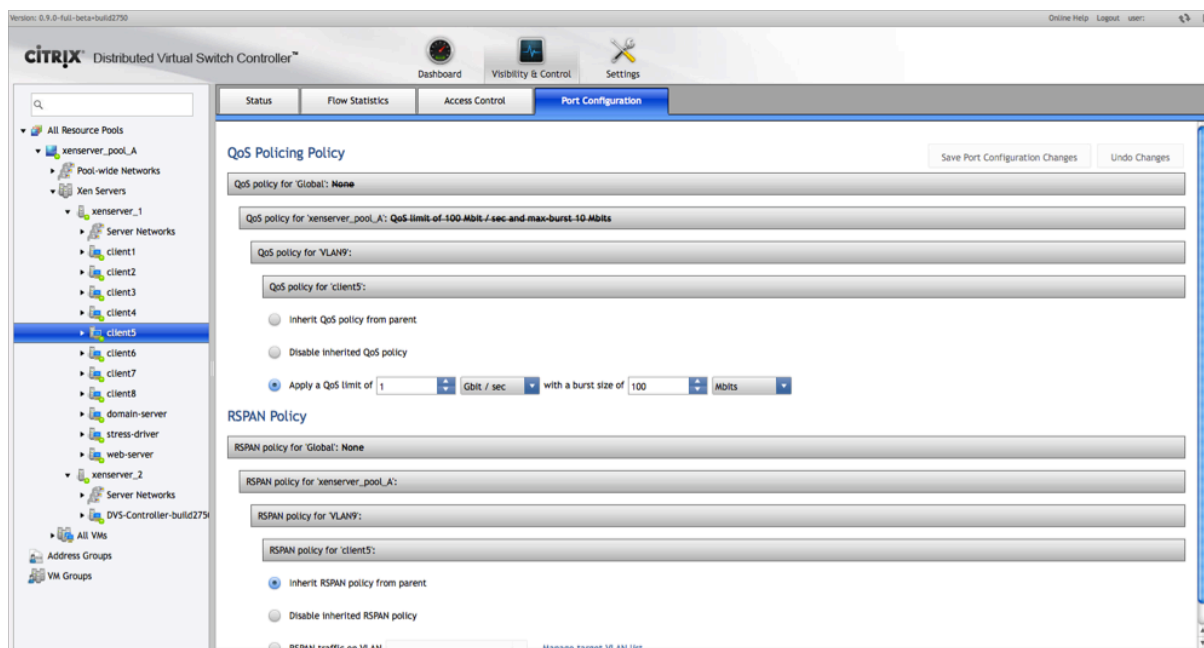 Version: 0.9.0-full-beta+build2750
Online Help Logout user:
CITRIX Distributed Virtual Switch Controller™
Dashboard Visibility & Control Settings
Status Flow Statistics Access Control Port Configuration
All Resource Pools
xenserver_pool_A
Pool-wide Networks
Xen Servers
xenserver_1
Server Networks
client1
client2
client3
client4
client5
client6
client7
client8
domain-server
stress-driver
web-server
xenserver_2
Server Networks
DVS-Controller-build275
All VMs
Address Groups
VM Groups
QoS Policing Policy
Save Port Configuration Changes Undo Changes
QoS policy for 'Global': None
QoS policy for 'xenserver_pool_A': QoS limit of 100 Mbit / sec and max-burst 10 Mbits
QoS policy for 'VLAN9':
QoS policy for 'client5':
Inherit QoS policy from parent
Disable inherited QoS policy
Apply a QoS limit of 1 Gbit / sec with a burst size of 100 Mbits
RSPAN Policy
RSPAN policy for 'Global': None
RSPAN policy for 'xenserver_pool_A':
RSPAN policy for 'VLAN9':
RSPAN policy for 'client5':
Inherit RSPAN policy from parent
Disable inherited RSPAN policy
RSPAN traffic on VLAN Manage target VLAN list